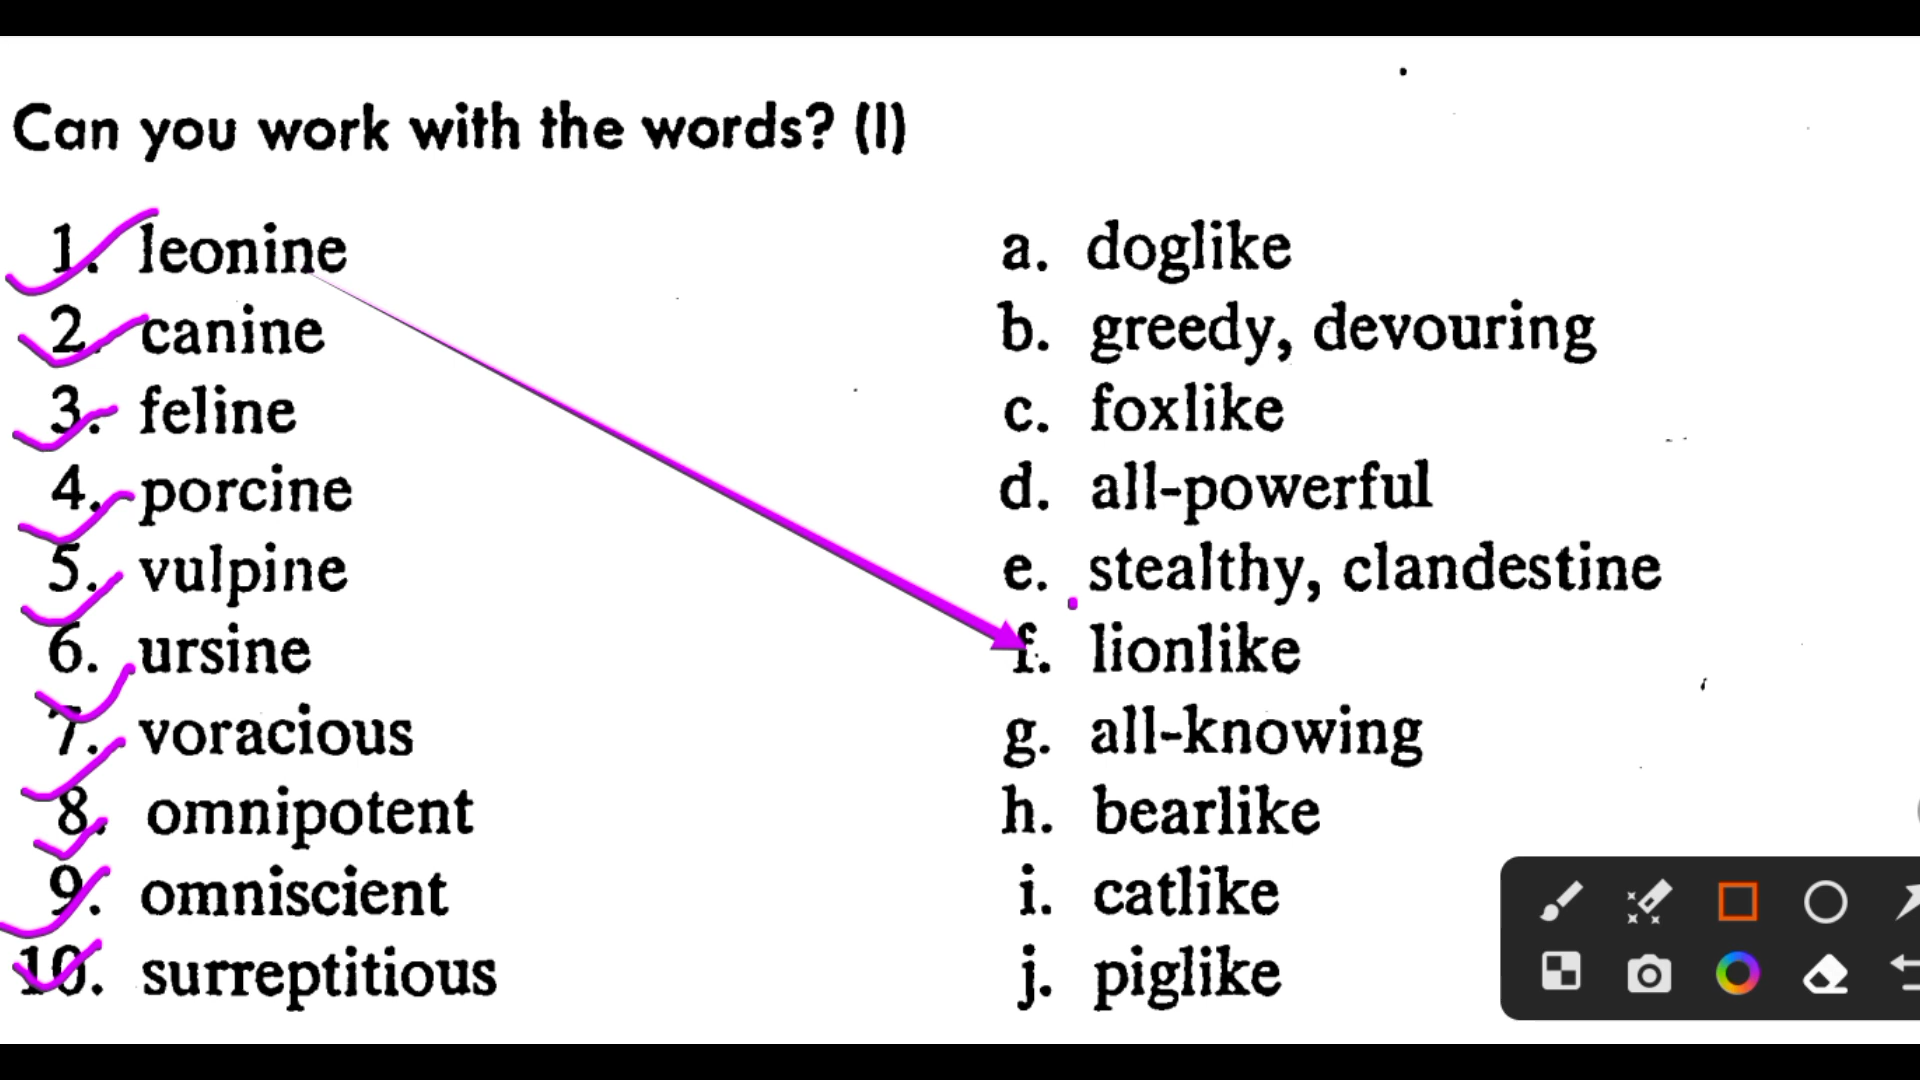 Can you work with the words? (I)
1. leonine
a. doglike
2. canine
b. greedy, devouring
3. feline
c. foxlike
4. porcine
d. all-powerful
5. vulpine
e. stealthy, clandestine
6. ursine
f. lionlike
7. voracious
g. all-knowing
8. omnipotent
h. bearlike
9. omniscient
i. catlike
10. surreptitious
j. piglike